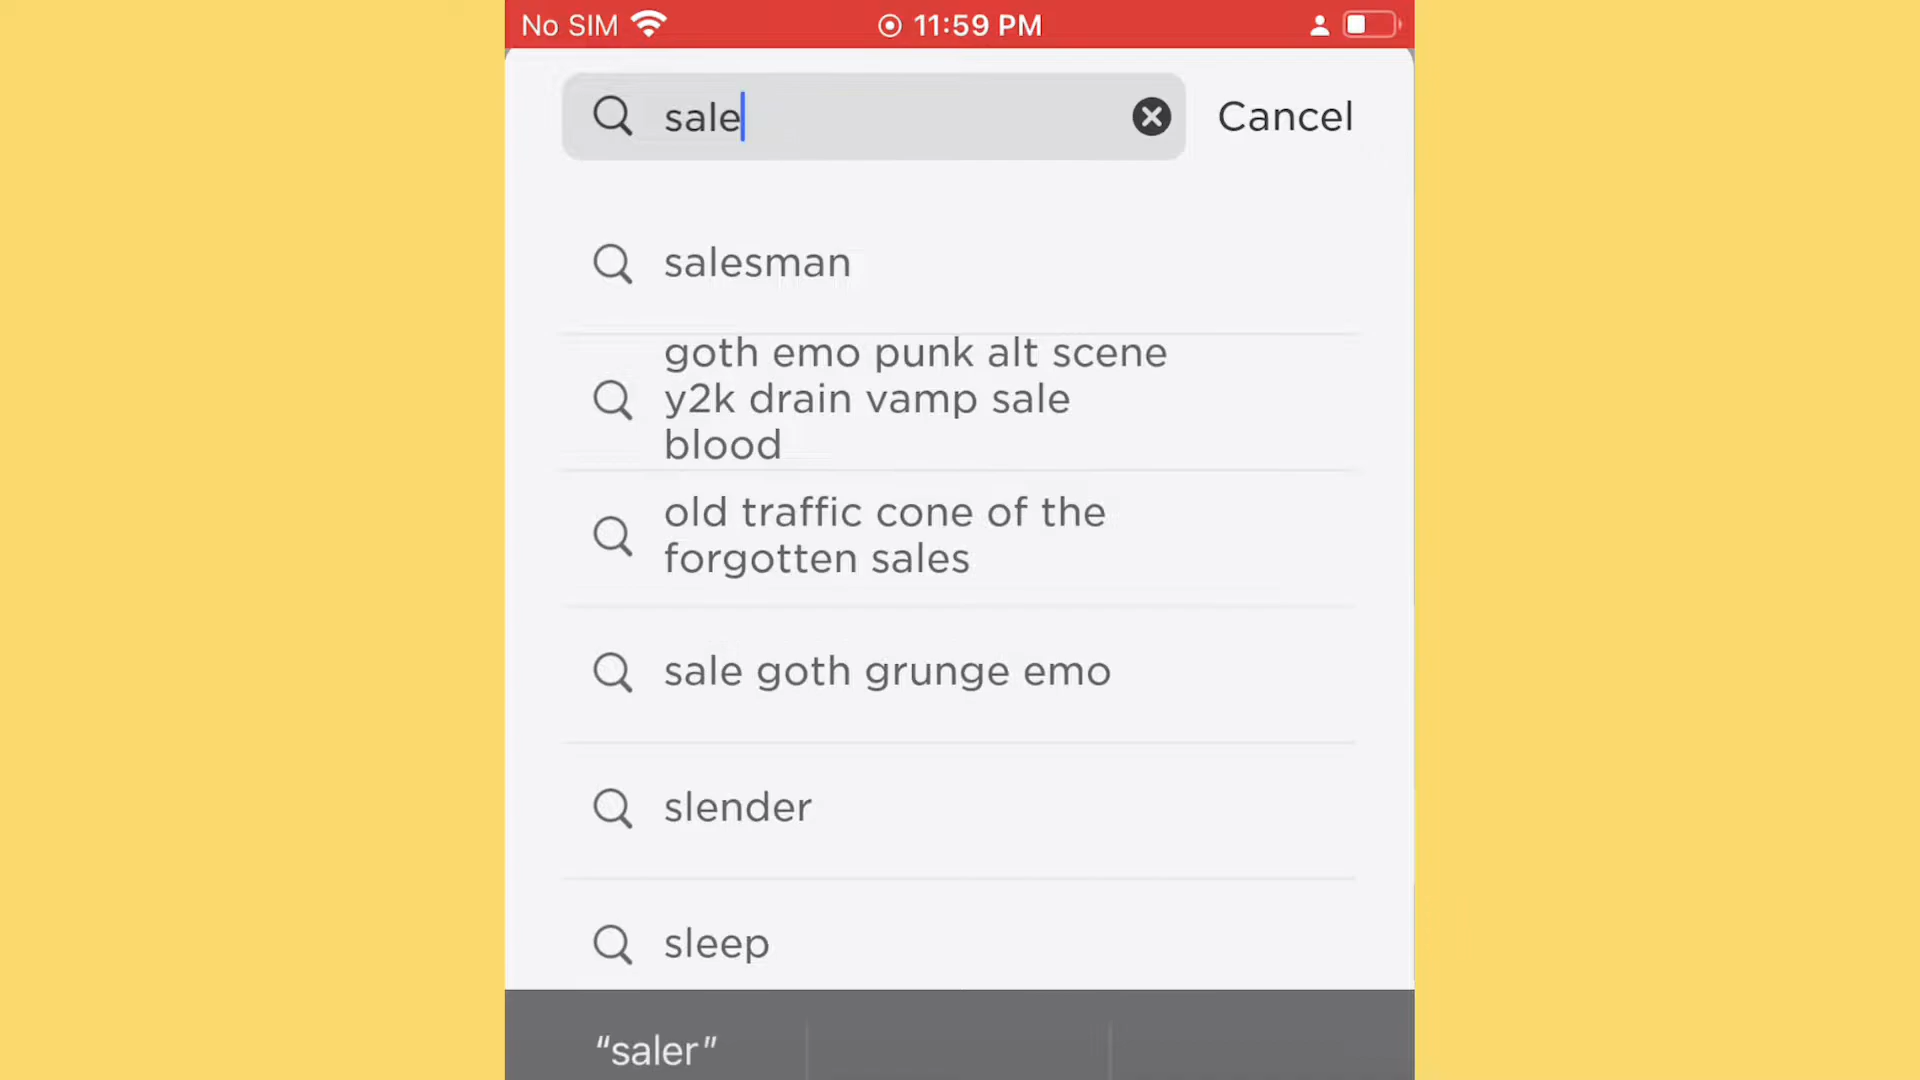 No SIM 11:59 PM
sale Cancel
salesman
goth emo punk alt scene
y2k drain vamp sale
blood
old traffic cone of the
forgotten sales
sale goth grunge emo
slender
sleep
“saler”